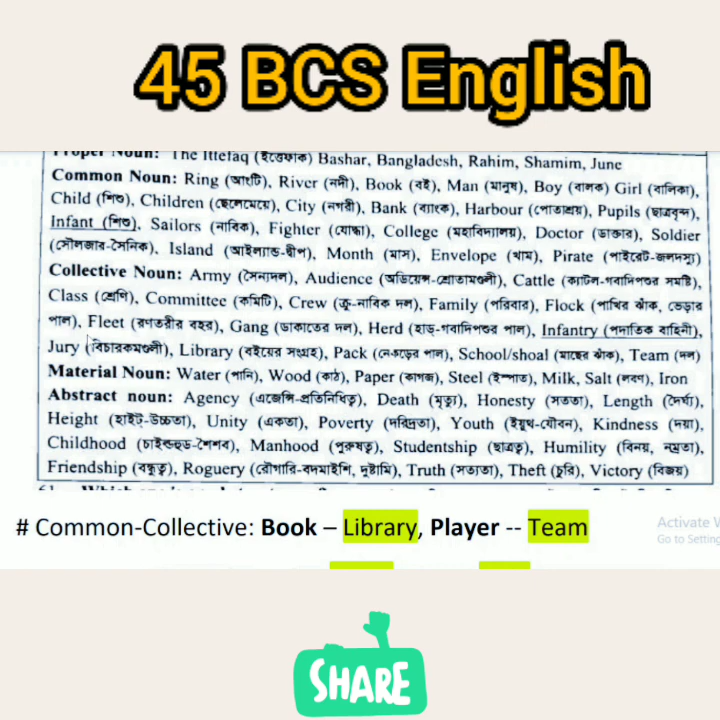 45 BCS English
Proper Noun: The Ittefaq (ইত্তেফাক) Bashar, Bangladesh, Rahim, Shamim, June
Common Noun: Ring (আংটি), River (নদী), Book (বই), Man (মানুষ), Boy (বালক) Girl (বালিকা),
Child (শিশু), Children (ছেলেমেয়ে), City (নগরী), Bank (ব্যাংক), Harbour (পোতাশ্রয়), Pupils (ছাত্রবৃন্দ),
Infant (শিশু), Sailors (নাবিক), Fighter (যোদ্ধা), College (মহাবিদ্যালয়), Doctor (ডাক্তার), Soldier
(সৌলজার-সৈনিক), Island (আইল্যান্ড-দ্বীপ), Month (মাস), Envelope (খাম), Pirate (পাইরেট-জলদস্যু)
Collective Noun: Army (সৈন্যদল), Audience (অডিয়েন্স-শ্রোতামণ্ডলী), Cattle (ক্যাটল-গবাদিপশুর সমষ্টি),
Class (শ্রেণি), Committee (কমিটি), Crew (ক্রু-নাবিক দল), Family (পরিবার), Flock (পাখির ঝাঁক, ভেড়ার
পাল), Fleet (রণতরীর বহর), Gang (ডাকাতের দল), Herd (হার্ড-গবাদিপশুর পাল), Infantry (পদাতিক বাহিনী),
Jury (বিচারকমণ্ডলী), Library (বইয়ের সংগ্রহ), Pack (নেকড়ের পাল), School/shoal (মাছের ঝাঁক), Team (দল)
Material Noun: Water (পানি), Wood (কাঠ), Paper (কাগজ), Steel (ইস্পাত), Milk, Salt (লবণ), Iron
Abstract noun: Agency (এজেন্সি-প্রতিনিধিত্ব), Death (মৃত্যু), Honesty (সততা), Length (দৈর্ঘ্য),
Height (হাইট্-উচ্চতা), Unity (একতা), Poverty (দরিদ্রতা), Youth (ইয়ুথ-যৌবন), Kindness (দয়া),
Childhood (চাইল্ডহুড-শৈশব), Manhood (পুরুষত্ব), Studentship (ছাত্রত্ব), Humility (বিনয়, নম্রতা),
Friendship (বন্ধুত্ব), Roguery (রৌগারি-বদমাইশি, দুষ্টামি), Truth (সত্যতা), Theft (চুরি), Victory (বিজয়)
# Common-Collective: Book – Library, Player -- Team
Activate
Go to Setting
SHARE